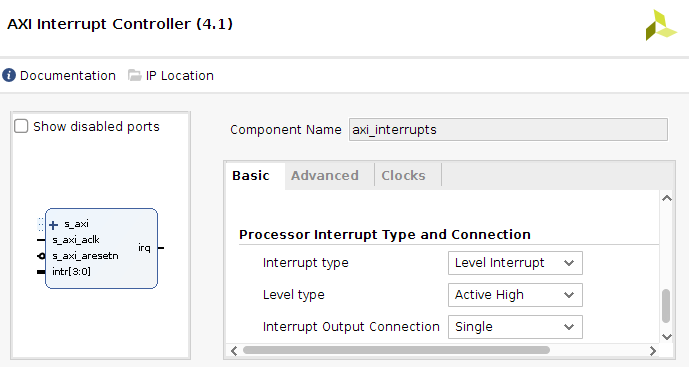 AXI Interrupt Controller (4.1)
Documentation IP Location
Show disabled ports
s_axi
s_axi_aclk
s_axi_aresetn
intr[3:0]
irq
Component Name axi_interrupts
Basic Advanced Clocks
Processor Interrupt Type and Connection
Interrupt type Level Interrupt
Level type Active High
Interrupt Output Connection Single